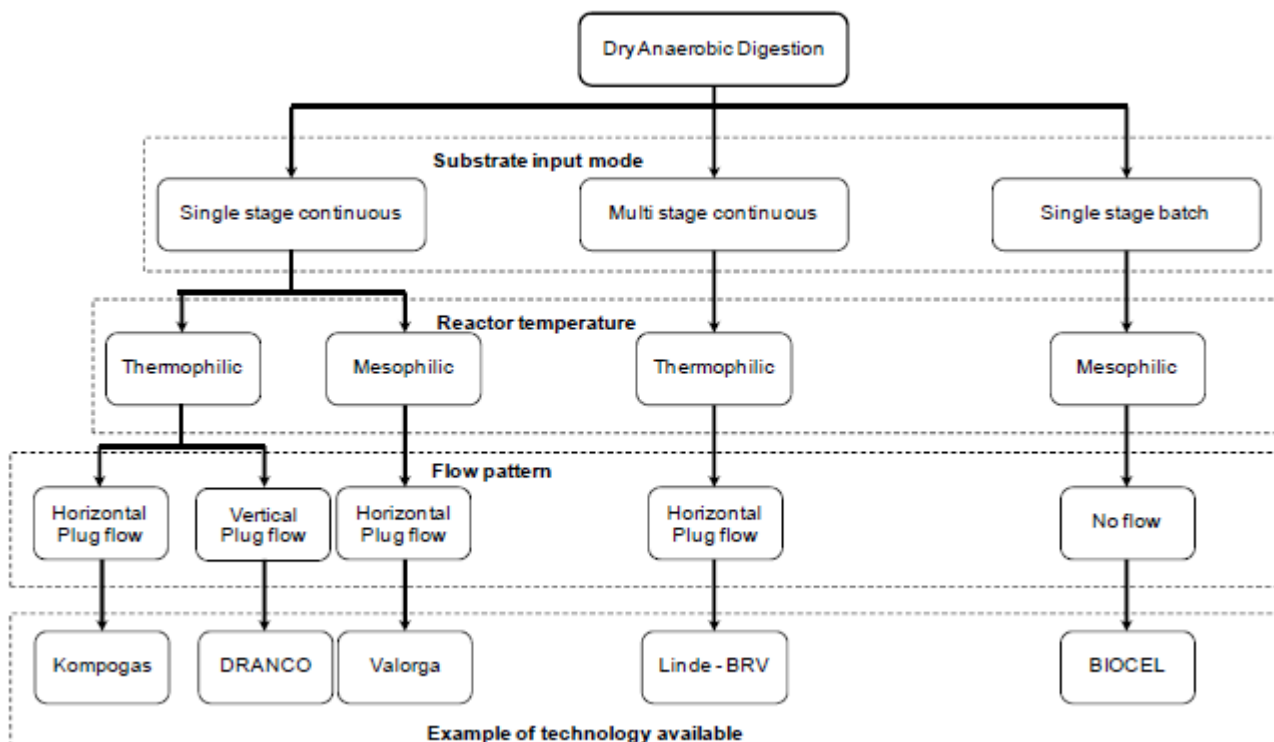 Dry Anaerobic Digestion
Substrate input mode
Single stage continuous
Multi stage continuous
Single stage batch
Reactor temperature
Thermophilic
Mesophilic
Thermophilic
Mesophilic
Flow pattern
Horizontal
Plug flow
Vertical
Plug flow
Horizontal
Plug flow
Horizontal
Plug flow
No flow
Kompogas
DRANCO
Valorga
Linde - BRV
BIOCEL
Example of technology available